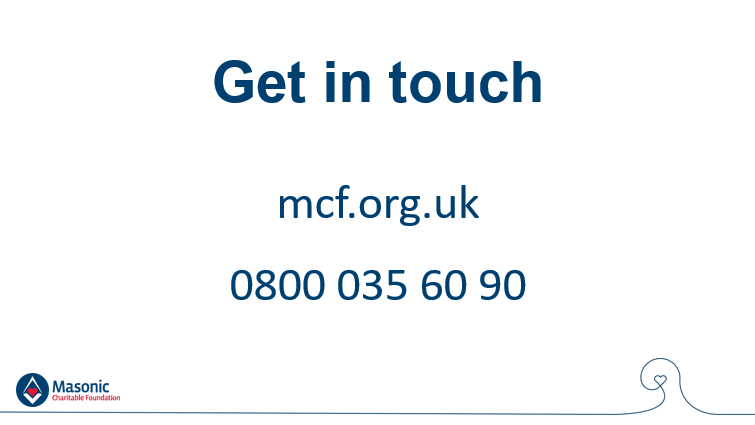 Get in touch
mcf.org.uk
0800 035 60 90
Masonic
Charitable Foundation